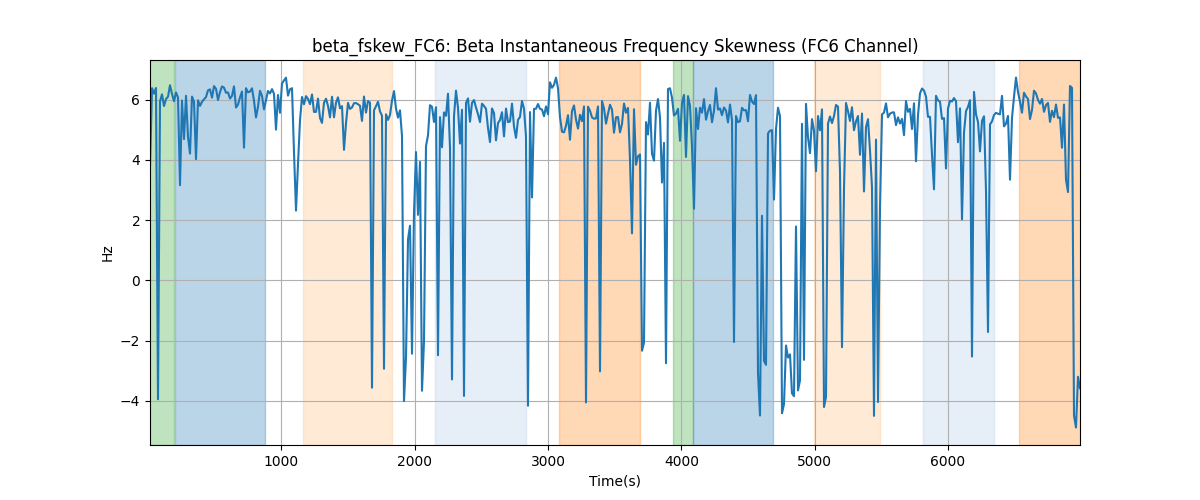 beta_fskew_FC6: Beta Instantaneous Frequency Skewness (FC6 Channel)
6
4
2
0
−2
−4
Hz
1000 2000 3000 4000 5000 6000
Time(s)